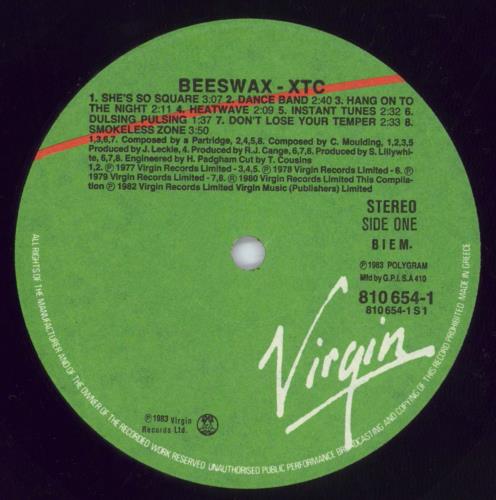 BEESWAX - XTC
1. SHE'S SO SQUARE 3:07 2. DANCE BAND 2:40 3. HANG ON TO
THE NIGHT 2:11 4. HEATWAVE 2:09 5. INSTANT TUNES 2:32 6.
DULSING PULSING 1:37 7. DON'T LOSE YOUR TEMPER 2:33 8.
SMOKELESS ZONE 3:50
1,3,6,7. Composed by a Partridge, 2,4,5,8. Composed by C. Moulding, 1,2,3,5
Produced by J. Leckie, 4. Produced by R.J. Cange, 6,7,8. Produced by S. Lillywhi-
te, 6,7,8. Engineered by H. Padgham Cut by T. Cousins
1,2. ℗ 1977 Virgin Records Limited - 3,4,5. ℗ 1978 Virgin Records Limited - 6. ℗
1979 Virgin Records Limited - 7,8. ℗ 1980 Virgin Records Limited This Compila-
tion ℗ 1982 Virgin Records Limited Virgin Music (Publishers) Limited
STEREO
SIDE ONE
B I E M.
℗ 1983 POLYGRAM
Mfd by G.P.I. S.A 410
810 654-1
810 654-1 S 1
Virgin
℗ 1983 Virgin
Records Ltd.
ALL RIGHTS OF THE MANUFACTURER AND OF THE OWNER OF THE RECORDED WORK RESERVED UNAUTHORISED PUBLIC PERFORMANCE BROADCASTING AND COPYING OF THIS RECORD PROHIBITED MADE IN GREECE